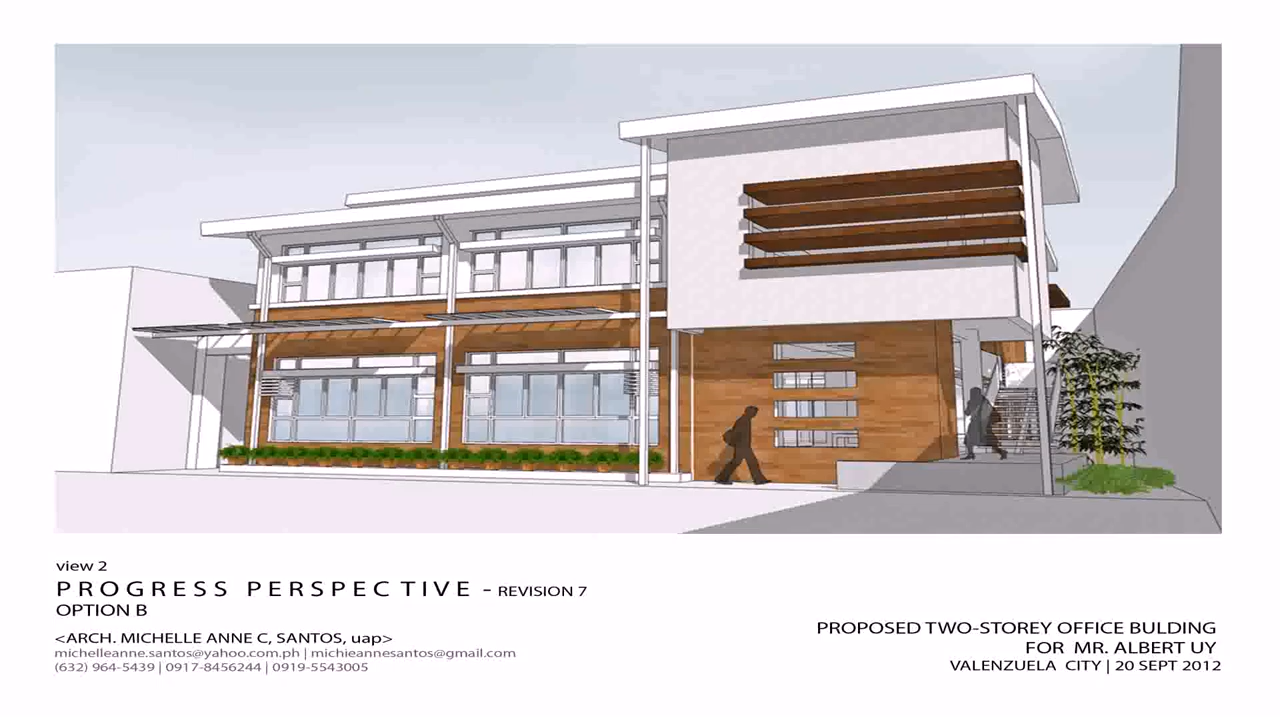 view 2
PROGRESS PERSPECTIVE - REVISION 7
OPTION B
<ARCH. MICHELLE ANNE C, SANTOS, uap>
michelleanne.santos@yahoo.com.ph | michieannesantos@gmail.com
(632) 964-5439 | 0917-8456244 | 0919-5543005
PROPOSED TWO-STOREY OFFICE BULDING
FOR MR. ALBERT UY
VALENZUELA CITY | 20 SEPT 2012